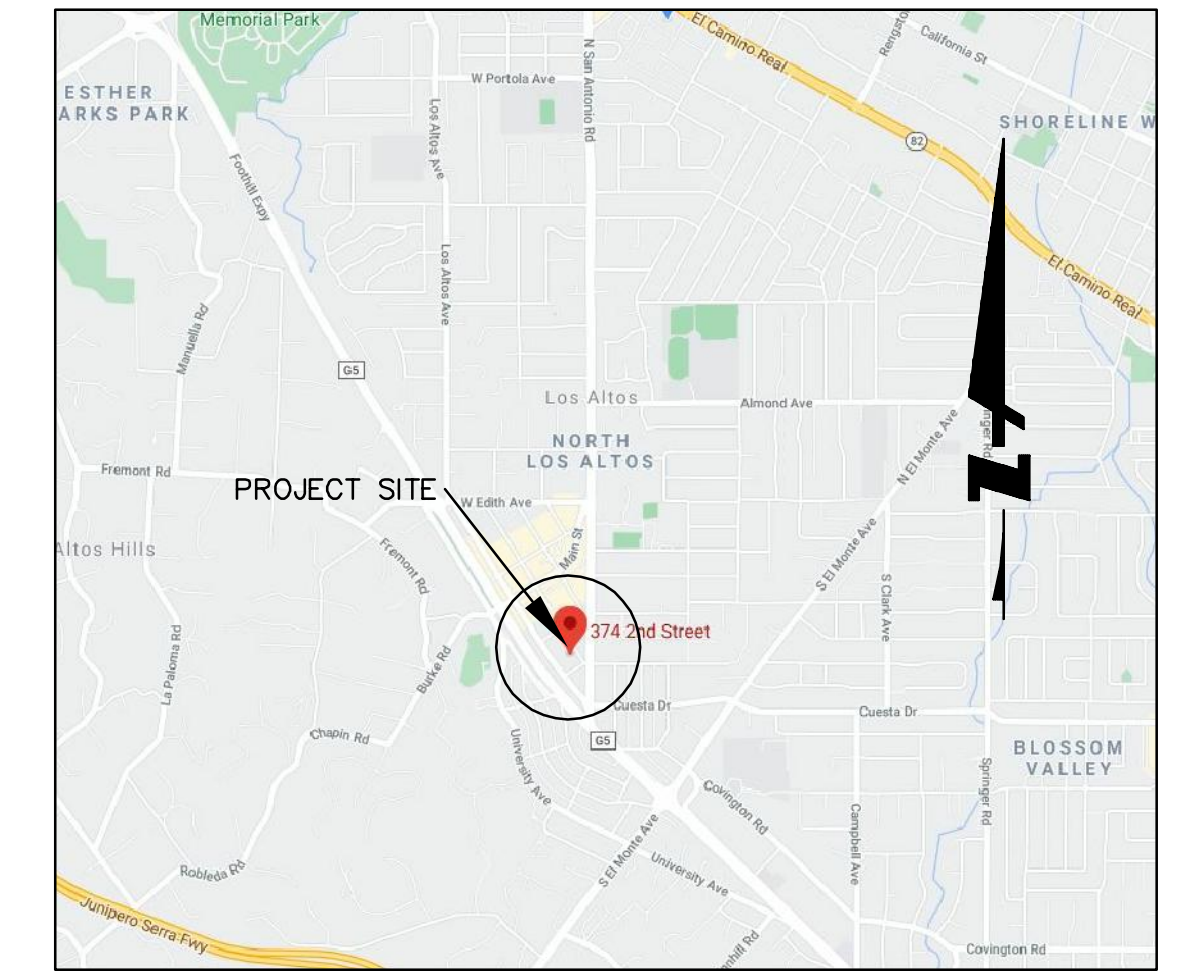 Memorial Park
El Camino Real
Rengsto
California St
W Portola Ave
N San Antonio Rd
ESTHER
ARKS PARK
Los Altos Ave
SHORELINE W
82
Foothill Expy
Los Altos Ave
El Camino Real
Manuella Rd
G5
Los Altos
Almond Ave
nger Rd
NORTH
LOS ALTOS
N El Monte Ave
Fremont Rd
PROJECT SITE
W Edith Ave
Z
Altos Hills
Main St
Fremont Rd
S El Monte Ave
S Clark Ave
374 2nd Street
La Paloma Rd
Burke Rd
Cuesta Dr
Cuesta Dr
Chapin Rd
G5
University Ave
BLOSSOM
VALLEY
Springer Rd
Covington Rd
Campbell Ave
S El Monte Ave
University Ave
Robleda Rd
Junipero Serra Fwy
nhill Rd
Covington Rd